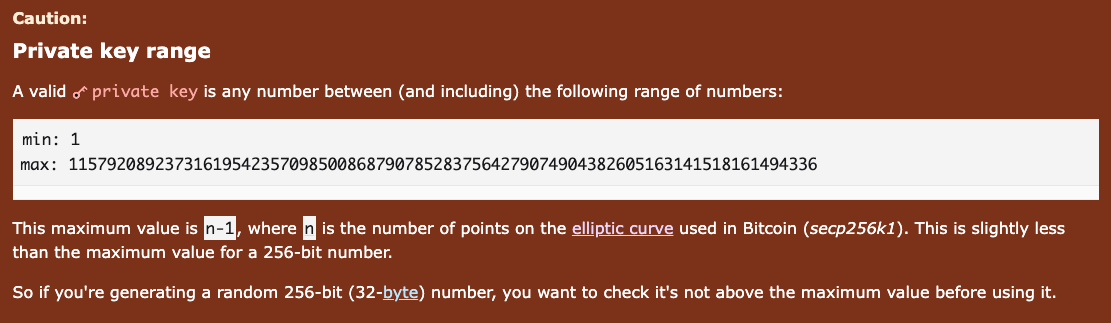 Caution:
Private key range
A valid private key is any number between (and including) the following range of numbers:
min: 1
max: 115792089237316195423570985008687907852837564279074904382605163141518161494336
This maximum value is n-1, where n is the number of points on the elliptic curve used in Bitcoin (secp256k1). This is slightly less
than the maximum value for a 256-bit number.
So if you're generating a random 256-bit (32-byte) number, you want to check it's not above the maximum value before using it.